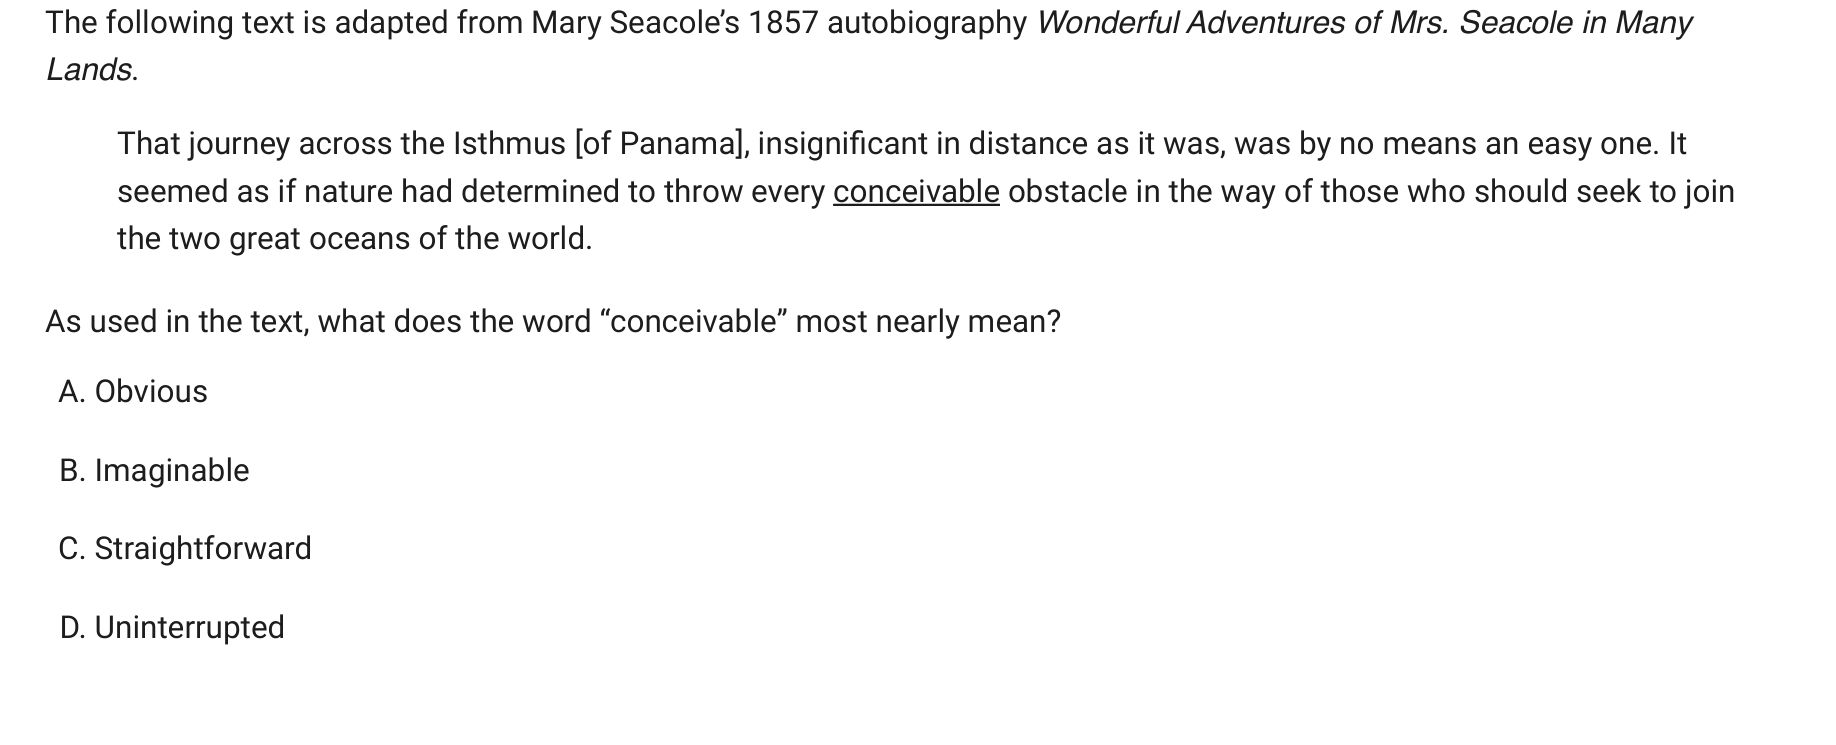 The following text is adapted from Mary Seacole’s 1857 autobiography Wonderful Adventures of Mrs. Seacole in Many
Lands.
That journey across the Isthmus [of Panama], insignificant in distance as it was, was by no means an easy one. It
seemed as if nature had determined to throw every conceivable obstacle in the way of those who should seek to join
the two great oceans of the world.
As used in the text, what does the word “conceivable” most nearly mean?
A. Obvious
B. Imaginable
C. Straightforward
D. Uninterrupted